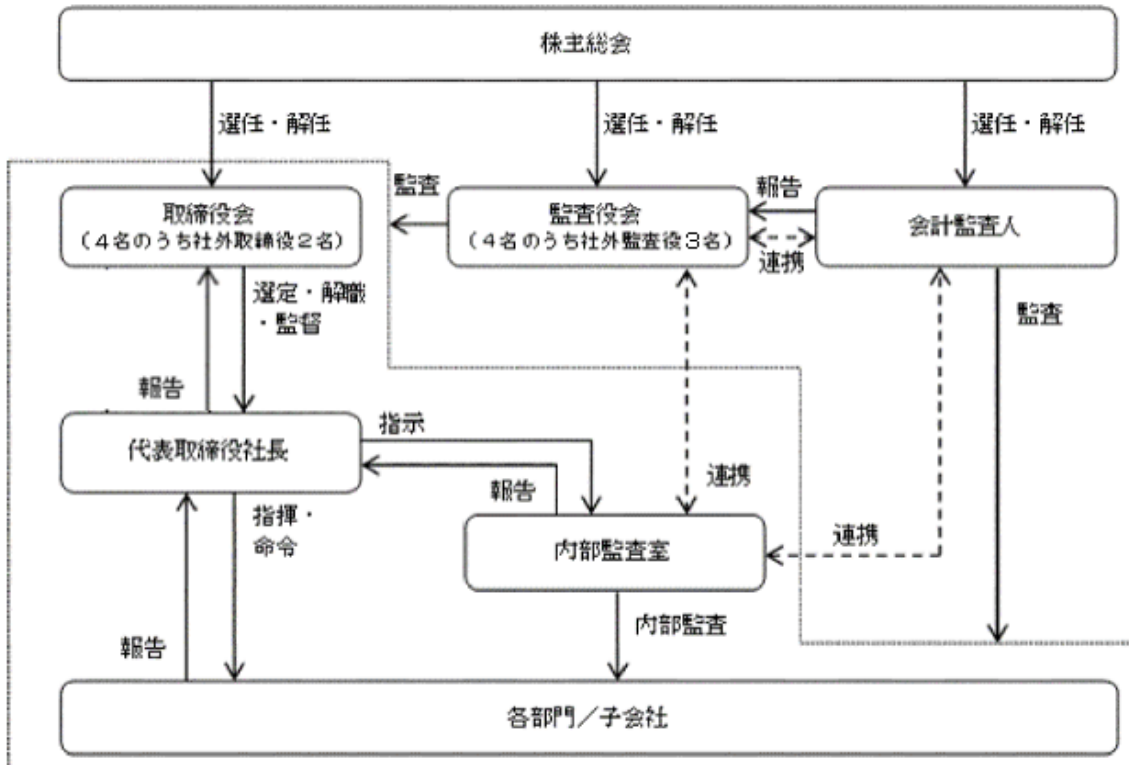 株主総会
選任・解任
選任・解任
選任・解任
取締役会
(4名のうち社外取締役2名)
監査
監査役会
(4名のうち社外監査役3名)
報告
連携
会計監査人
選定・解職
・監督
報告
監査
代表取締役社長
指示
報告
連携
連携
指揮・
命令
内部監査室
内部監査
報告
各部門/子会社